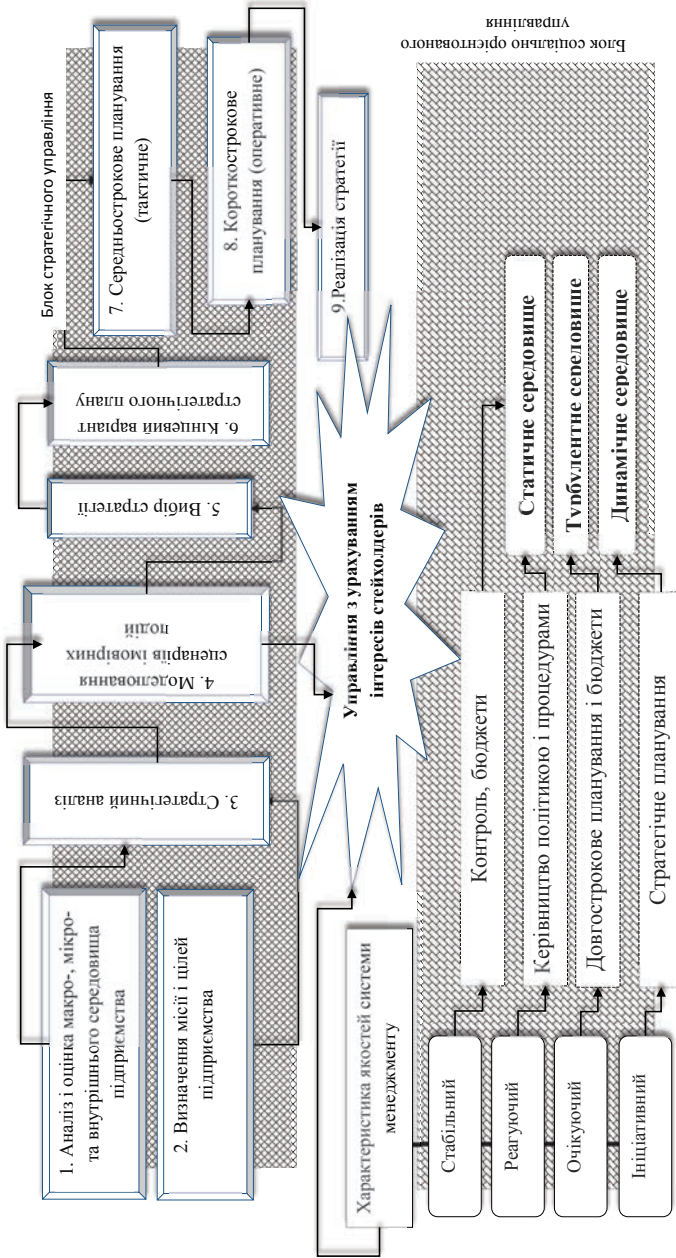 Блок стратегічного управління
1. Аналіз і оцінка макро-, мікро-
та внутрішнього середовища
підприємства
2. Визначення місії і цілей
підприємства
3. Стратегічний аналіз
4. Моделювання
сценаріїв імовірних
подій
5. Вибір стратегії
6. Кінцевий варіант
стратегічного плану
7. Середньострокове планування
(тактичне)
8. Короткострокове
планування (оперативне)
9.Реалізація стратегії
Управління з урахуванням
інтересів стейхолдерів
Характеристика якостей системи
менеджменту
Стабільний
Реагуючий
Очікуючий
Ініціативний
Контроль, бюджети
Керівництво політикою і процедурами
Довгострокове планування і бюджети
Стратегічне планування
Статичне середовище
Турбулентне середовище
Динамічне середовище
Блок соціально орієнтованого
управління